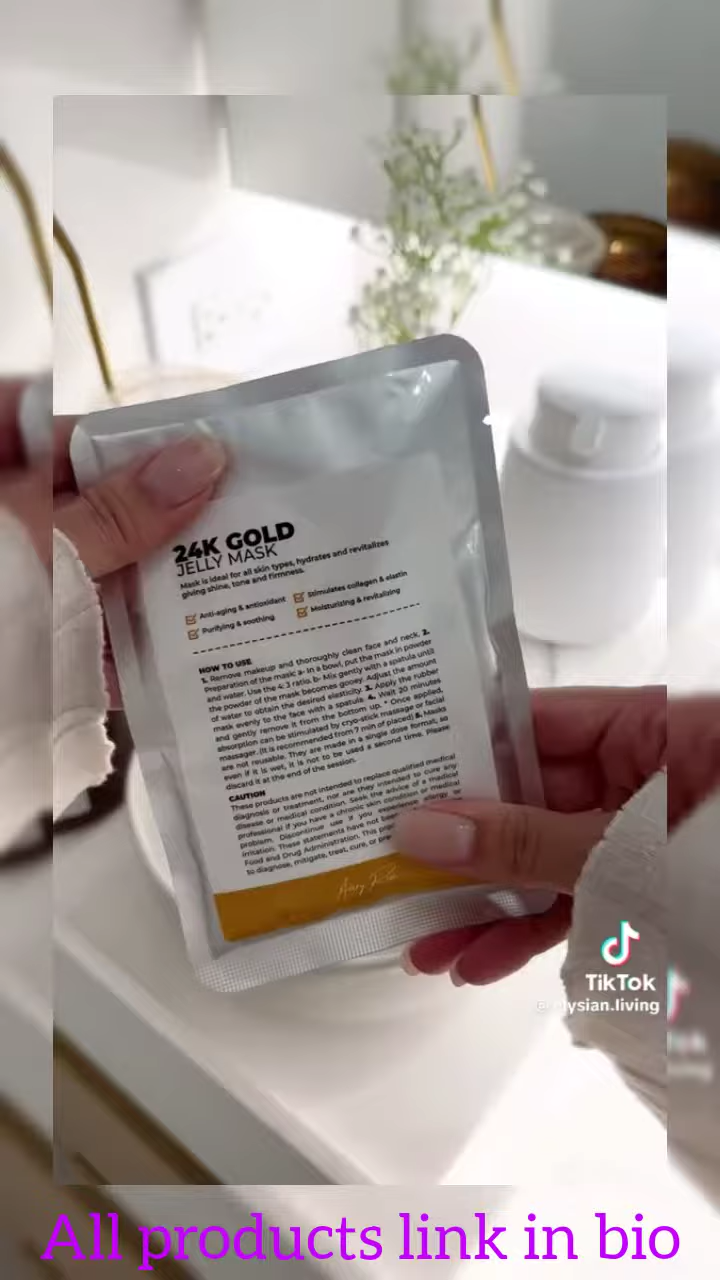 24K GOLD
JELLY MASK
Mask is ideal for all skin types, hydrates and revitalizes
giving shine, tone and firmness.
Anti-aging & antioxidant
Stimulates collagen & elastin
Purifying & soothing
Moisturizing & revitalizing
HOW TO USE
1. Remove makeup and thoroughly clean face and neck. 2.
Preparation of the mask: a- In a bowl, put the mask in powder
and water. Use the 4: 3 ratio. b- Mix gently with a spatula until
the powder of the mask becomes gooey. Adjust the amount
of water to obtain the desired elasticity. 3. Apply the rubber
mask evenly to the face with a spatula. 4. Wait 20 minutes
and gently remove it from the bottom up. * Once applied,
absorption can be stimulated by cryo-stick massage or facial
massager. (It is recommended from 7 min of placed) 5. Masks
are not reusable. They are made in a single dose format, so
even if it is wet, it is not to be used a second time. Please
discard it at the end of the session.
CAUTION
These products are not intended to replace qualified medical
diagnosis or treatment, nor are they intended to cure any
disease or medical condition. Seek the advice of a medical
professional if you have a chronic skin condition or medical
problem. Discontinue use if you experience allergy or
irritation. These statements have not been
Food and Drug Administration. This
to diagnose, mitigate, treat, cure, or
TikTok
ysian.living
All products link in bio